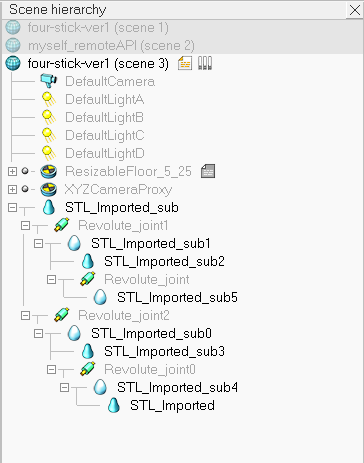 Scene hierarchy
four-stick-ver1 (scene 1)
myself_remoteAPI (scene 2)
four-stick-ver1 (scene 3)
DefaultCamera
DefaultLightA
DefaultLightB
DefaultLightC
DefaultLightD
ResizableFloor_5_25
XYZCameraProxy
STL_Imported_sub
Revolute_joint1
STL_Imported_sub1
STL_Imported_sub2
Revolute_joint
STL_Imported_sub5
Revolute_joint2
STL_Imported_sub0
STL_Imported_sub3
Revolute_joint0
STL_Imported_sub4
STL_Imported